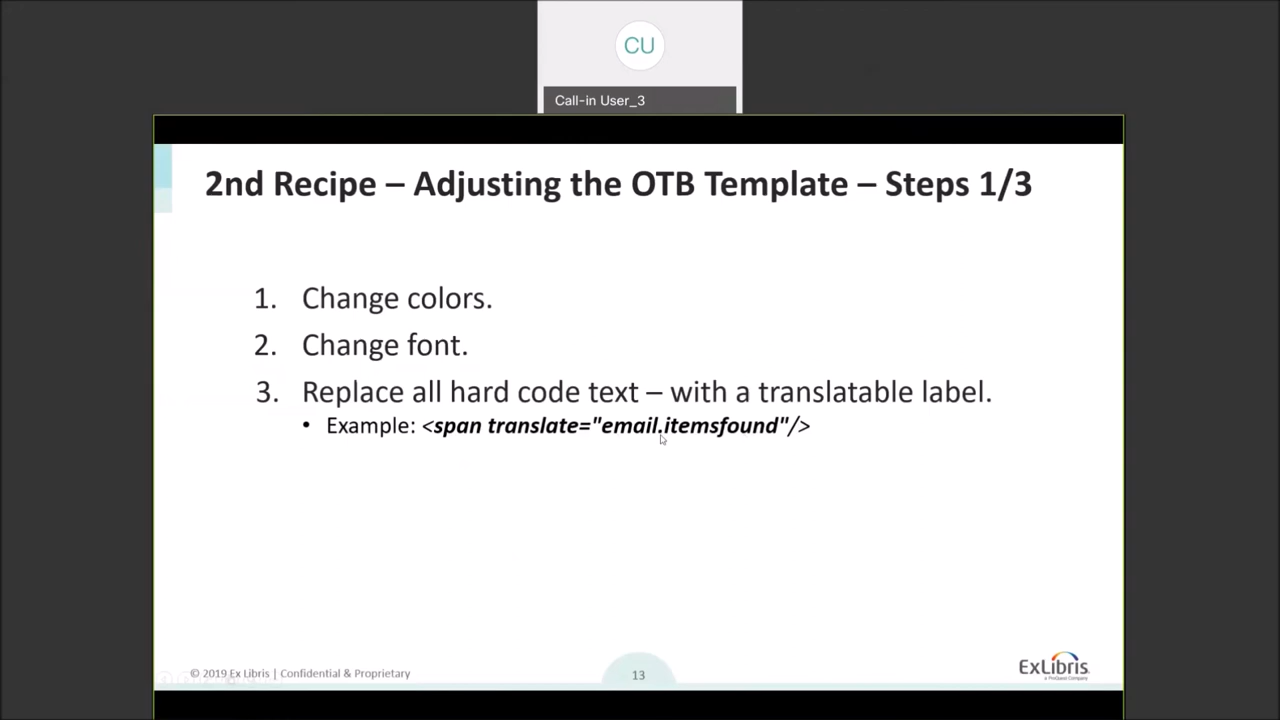 CU
Call-in User_3
2nd Recipe – Adjusting the OTB Template – Steps 1/3
1. Change colors.
2. Change font.
3. Replace all hard code text – with a translatable label.
• Example: <span translate="email.itemsfound"/>
© 2019 Ex Libris | Confidential & Proprietary
13
ExLibris
a ProQuest Company